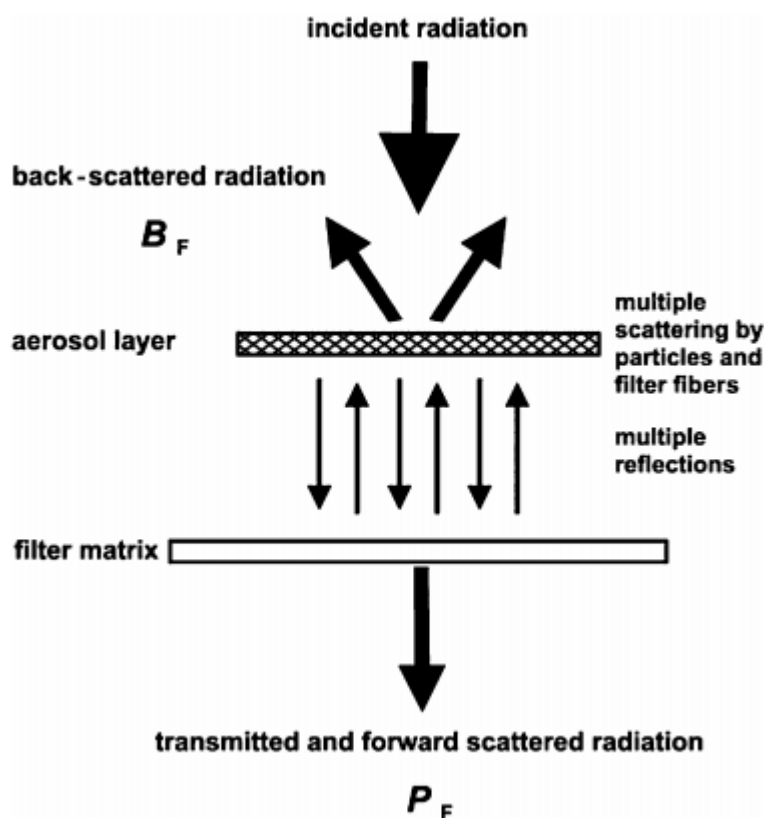 incident radiation
back-scattered radiation
B F
aerosol layer
multiple
scattering by
particles and
filter fibers
multiple
reflections
filter matrix
transmitted and forward scattered radiation
P F